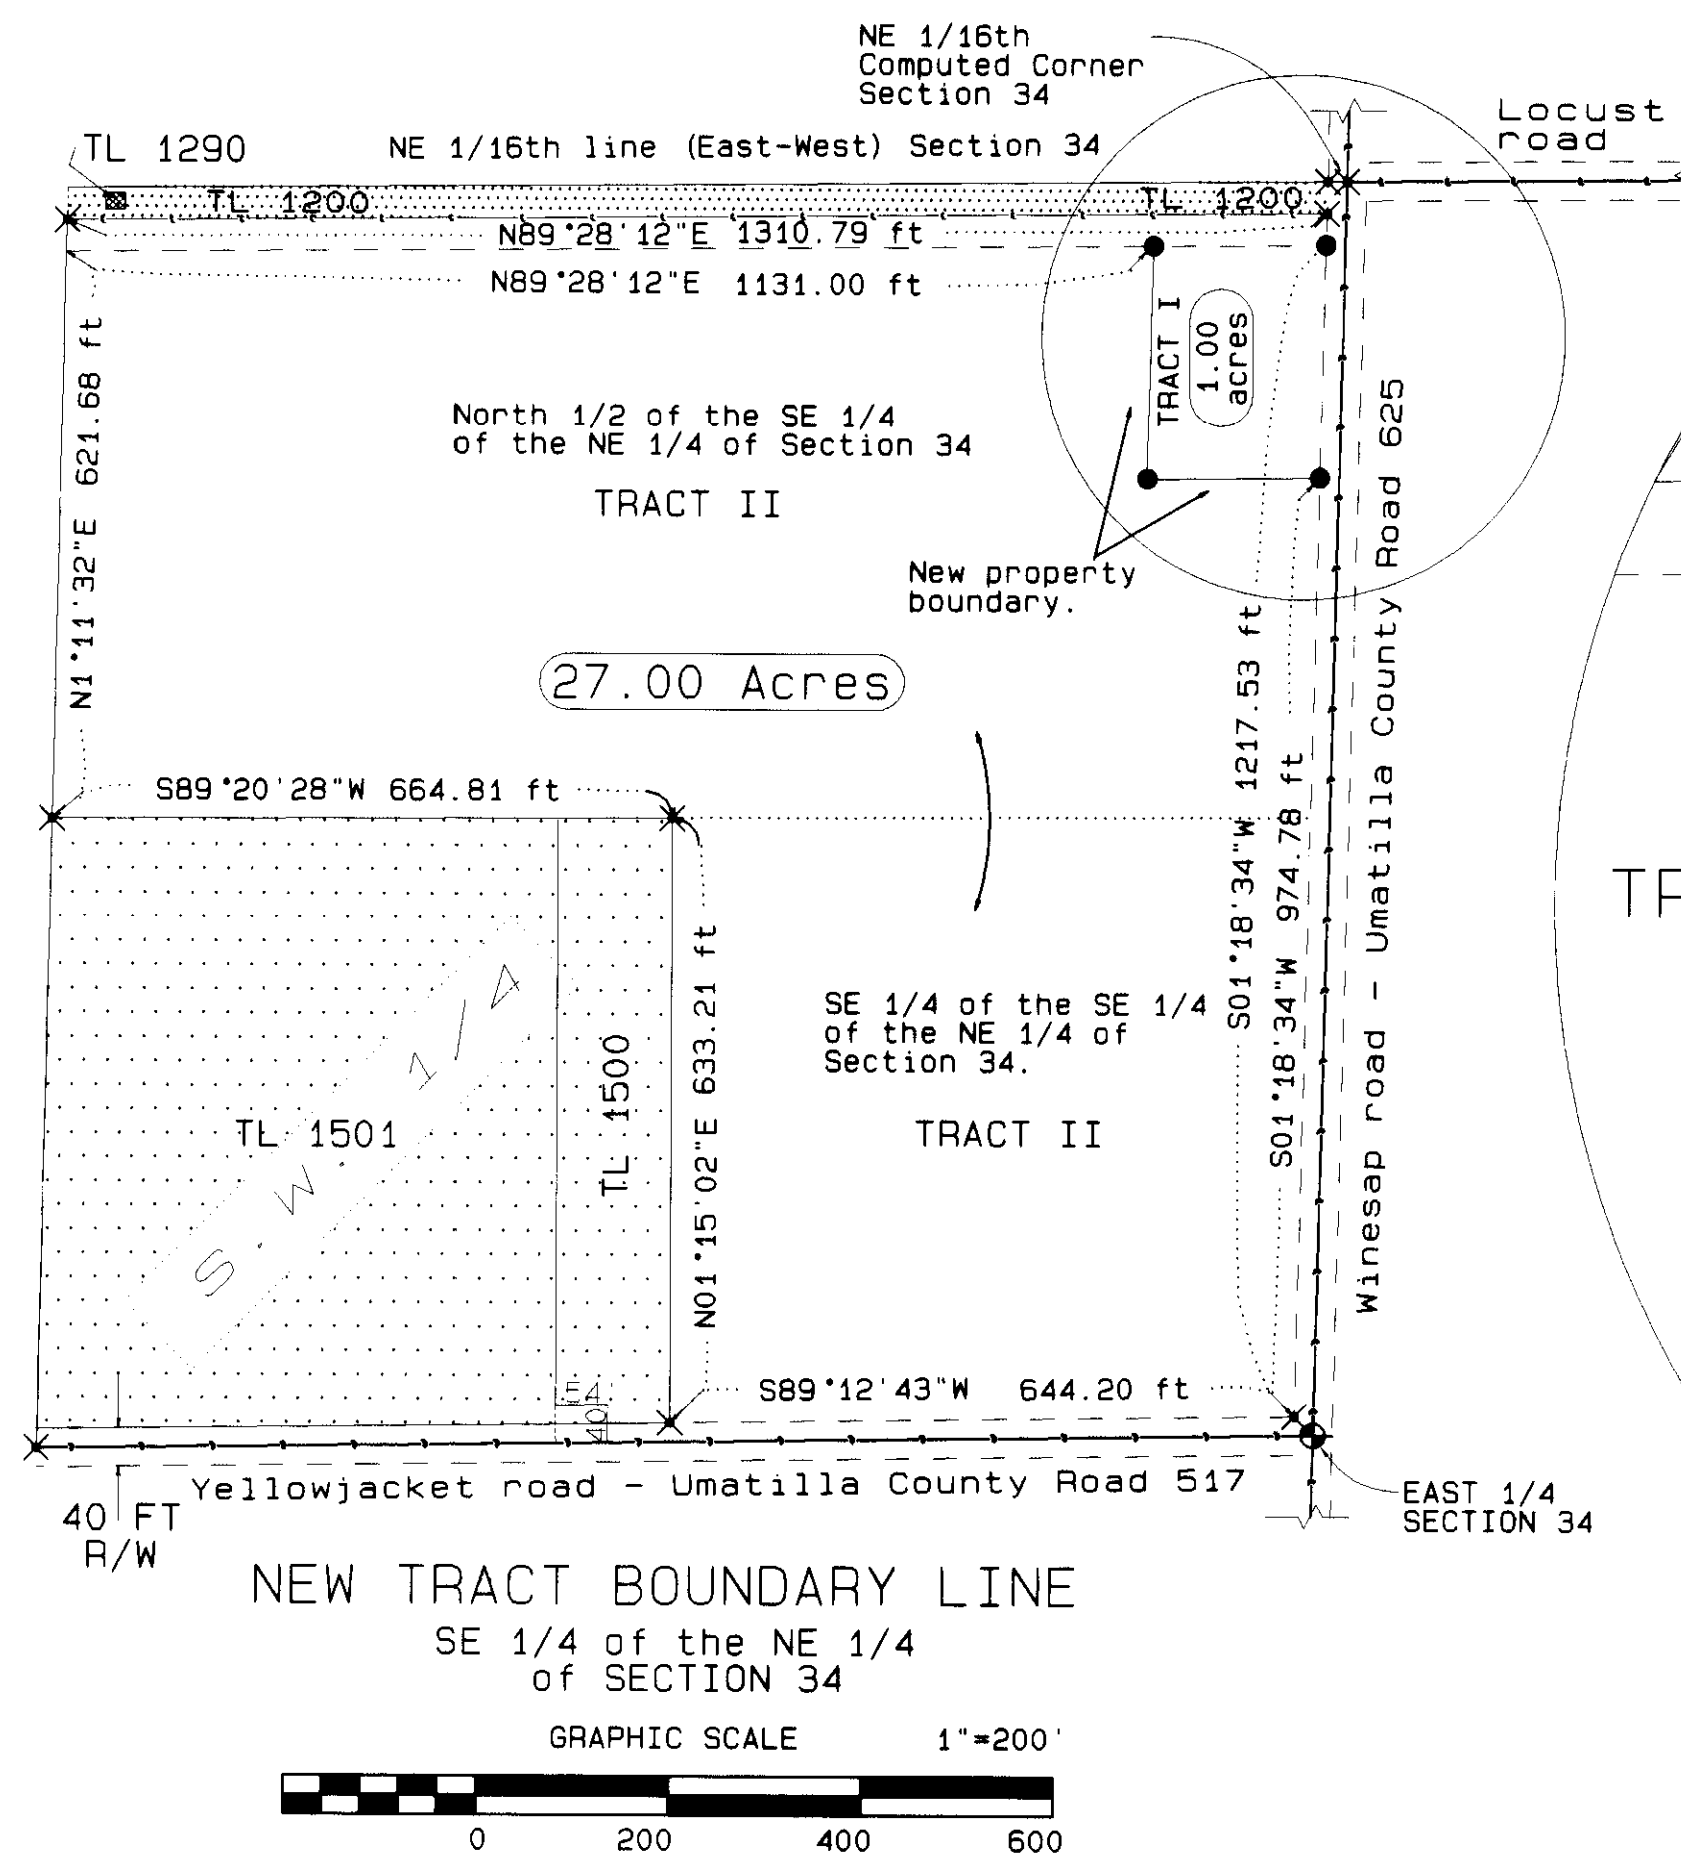 NE 1/16th
Computed Corner
Section 34
Locust
road
TL 1290
NE 1/16th line (East-West) Section 34
TL 1200
TL 1200
N89°28'12"E 1310.79 ft
N89°28'12"E 1131.00 ft
TRACT I
1.00
acres
N1°11'32"E 621.68 ft
North 1/2 of the SE 1/4
of the NE 1/4 of Section 34
TRACT II
New property
boundary.
27.00 Acres
S01°18'34"W 1217.53 ft
S01°18'34"W 974.78 ft
Winesap road - Umatilla County Road 625
S89°20'28"W 664.81 ft
N01°15'02"E 633.21 ft
S.W. 1/4
TL 1501
TL 1500
SE 1/4 of the SE 1/4
of the NE 1/4 of
Section 34.
TRACT II
S89°12'43"W 644.20 ft
40
Yellowjacket road - Umatilla County Road 517
40 FT
R/W
EAST 1/4
SECTION 34
NEW TRACT BOUNDARY LINE
SE 1/4 of the NE 1/4
of SECTION 34
GRAPHIC SCALE 1"=200'
0 200 400 600